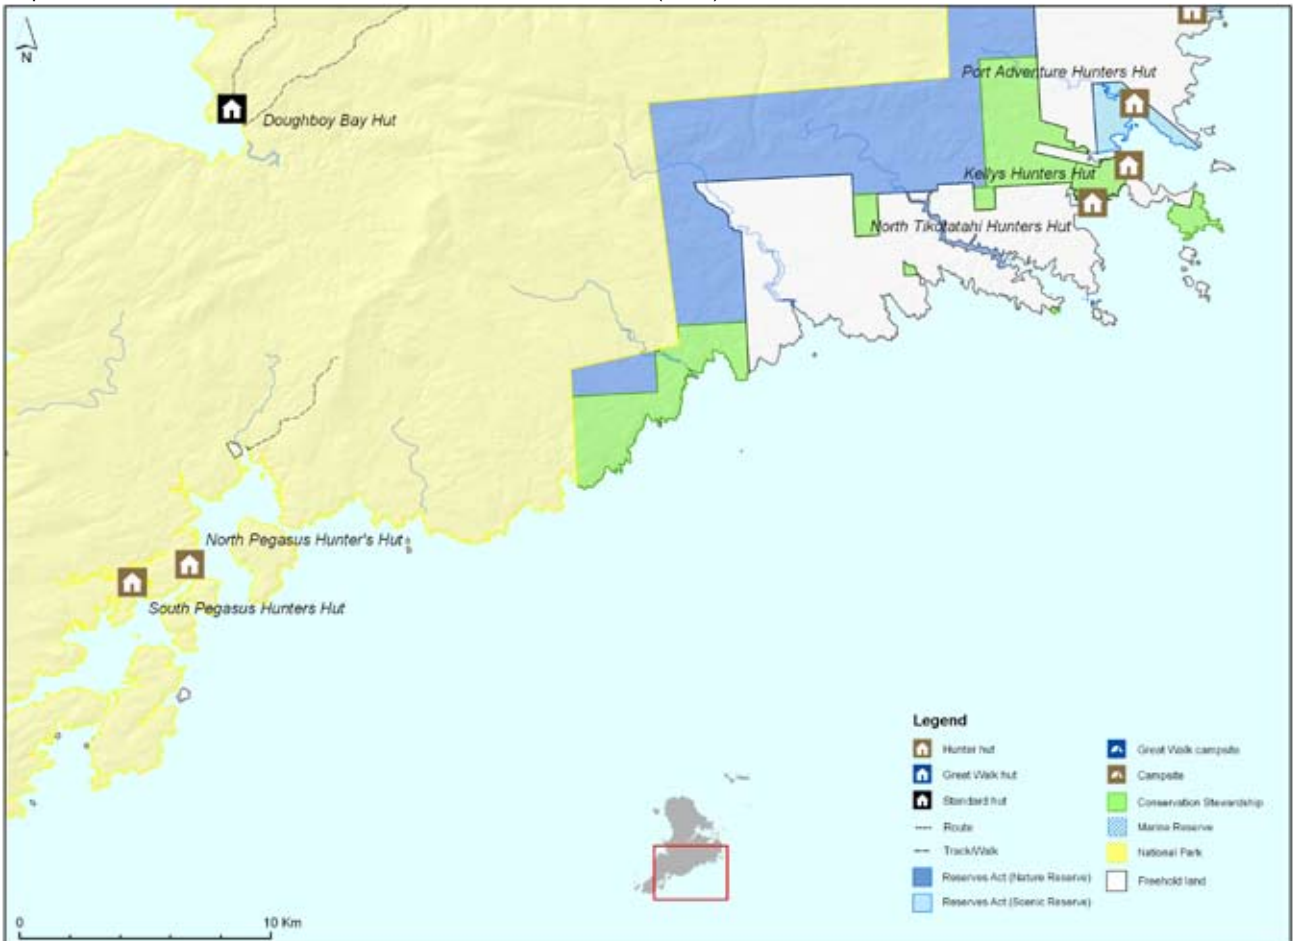 N
Port Adventure Hunters Hut
Doughboy Bay Hut
Kellys Hunters Hut
North Tikotatahi Hunters Hut
North Pegasus Hunter's Hut
South Pegasus Hunters Hut
Legend
Hunter hut
Great Walk hut
Standard hut
Route
Track/Walk
Reserves Act (Nature Reserve)
Reserves Act (Scenic Reserve)
Great Walk campsite
Campsite
Conservation Stewardship
Marine Reserve
National Park
Freehold land
0
10 Km